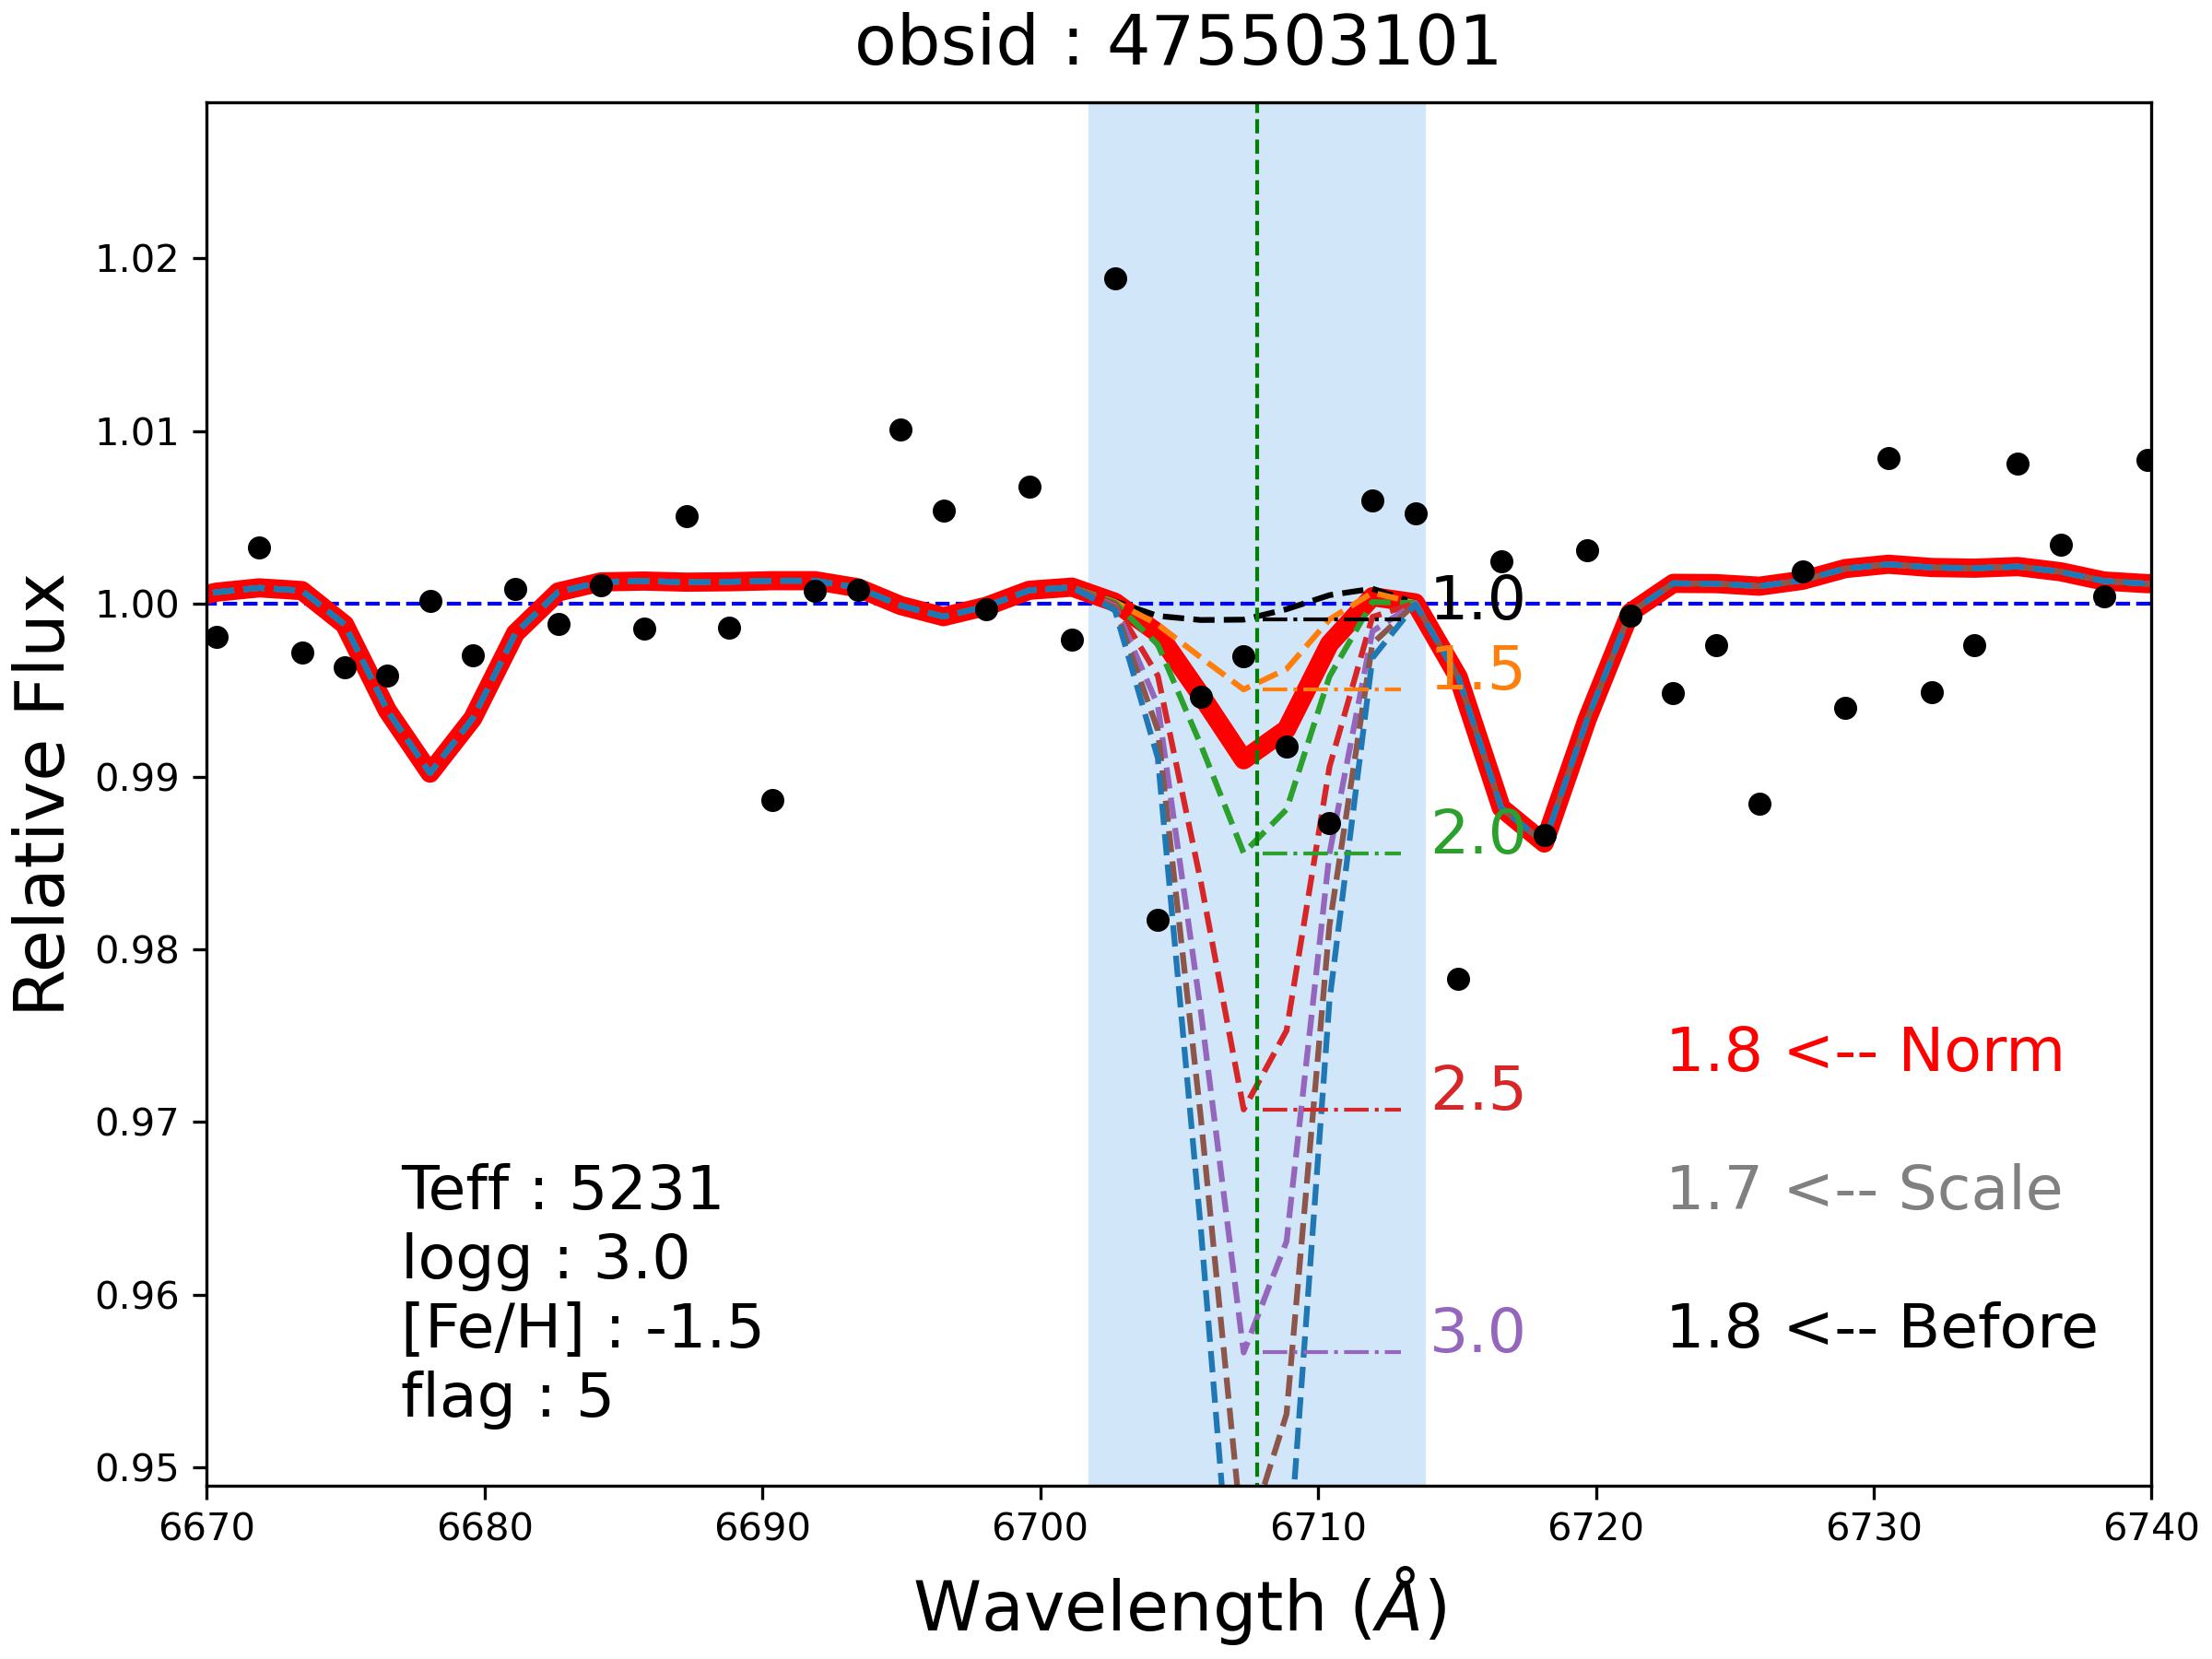 obsid : 475503101
Relative Flux
1.02
1.01
1.00
0.99
0.98
0.97
0.96
0.95
1.0
1.5
2.0
2.5
3.0
1.8 <-- Norm
1.7 <-- Scale
1.8 <-- Before
Teff : 5231
logg : 3.0
[Fe/H] : -1.5
flag : 5
6670 6680 6690 6700 6710 6720 6730 6740
Wavelength (Å)